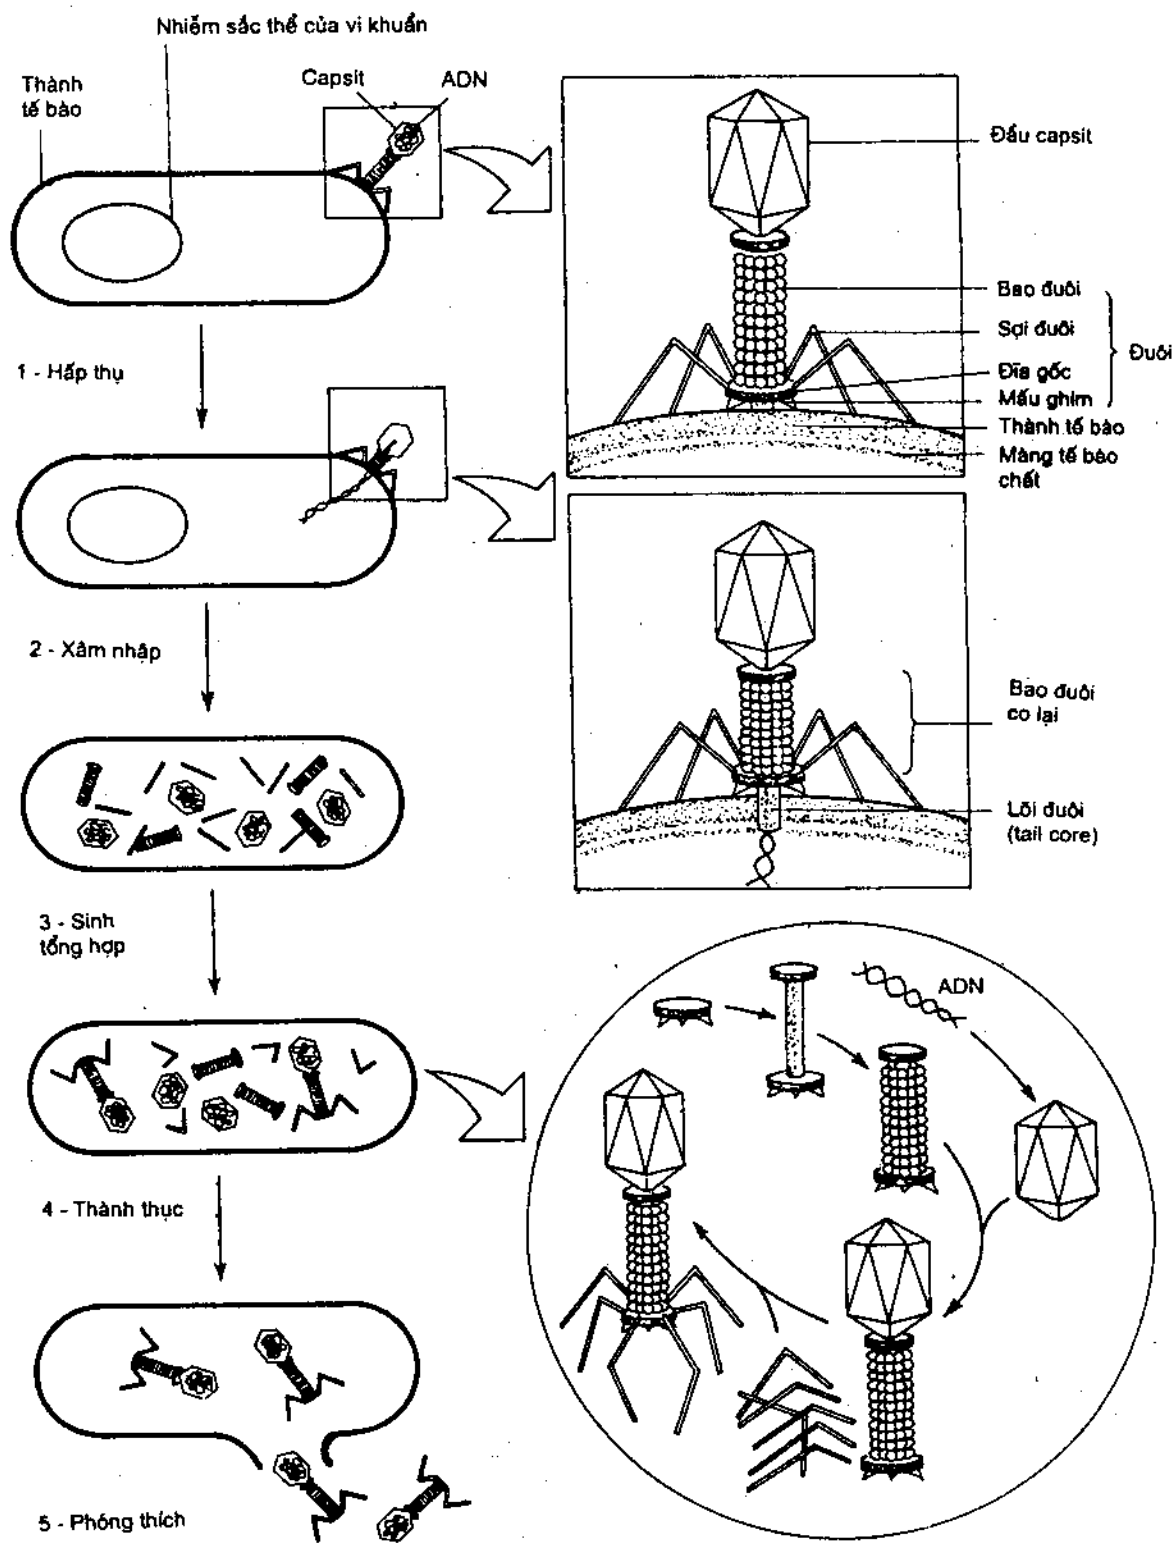 Nhiễm sắc thể của vi khuẩn
Thành
tế bào
Capsit
ADN
Đầu capsit
Bao đuôi
Sợi đuôi
Đuôi
Đĩa gốc
Mấu ghim
Thành tế bào
Màng tế bào
chất
1 - Hấp thụ
2 - Xâm nhập
Bao đuôi
co lại
Lõi đuôi
(tail core)
3 - Sinh
tổng hợp
ADN
4 - Thành thục
5 - Phóng thích